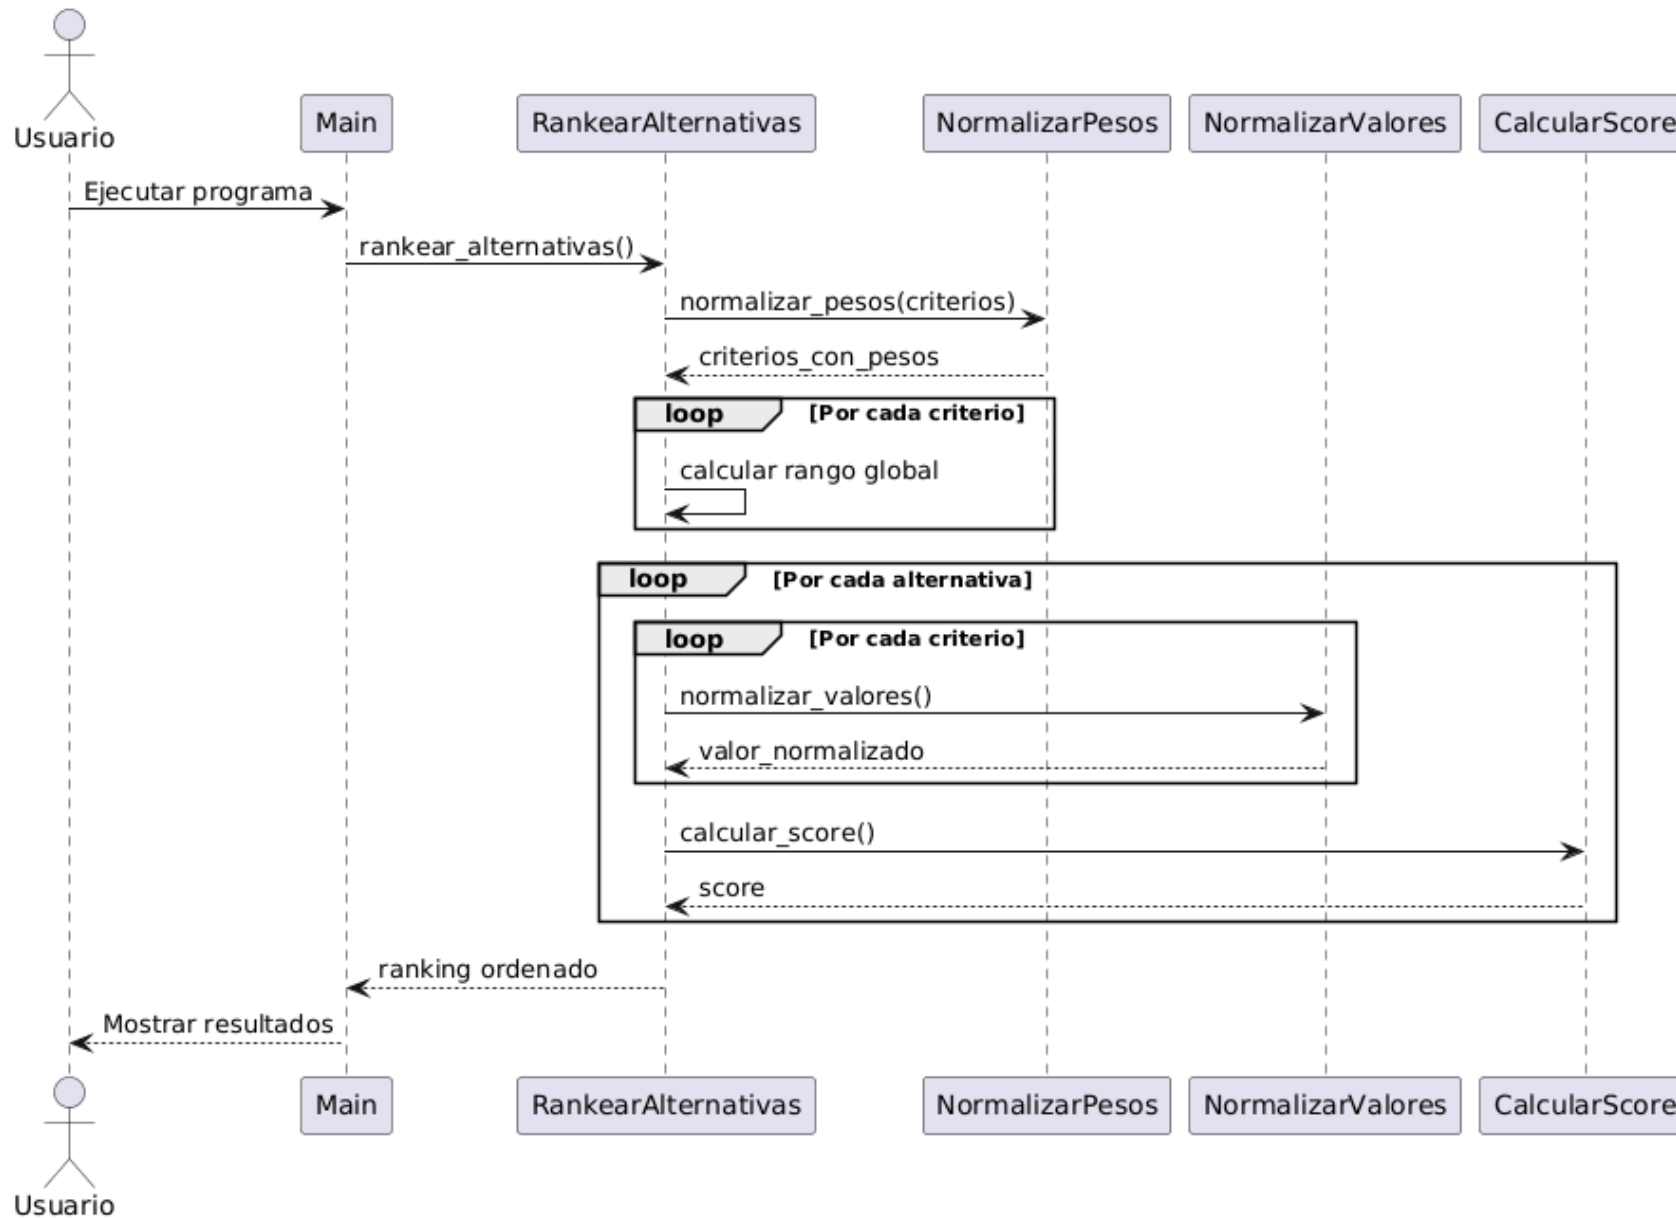 Usuario
Main
RankearAlternativas
NormalizarPesos
NormalizarValores
CalcularScore
Ejecutar programa
rankear_alternativas()
normalizar_pesos(criterios)
criterios_con_pesos
loop [Por cada criterio]
calcular rango global
loop [Por cada alternativa]
loop [Por cada criterio]
normalizar_valores()
valor_normalizado
calcular_score()
score
ranking ordenado
Mostrar resultados
Usuario
Main
RankearAlternativas
NormalizarPesos
NormalizarValores
CalcularScore